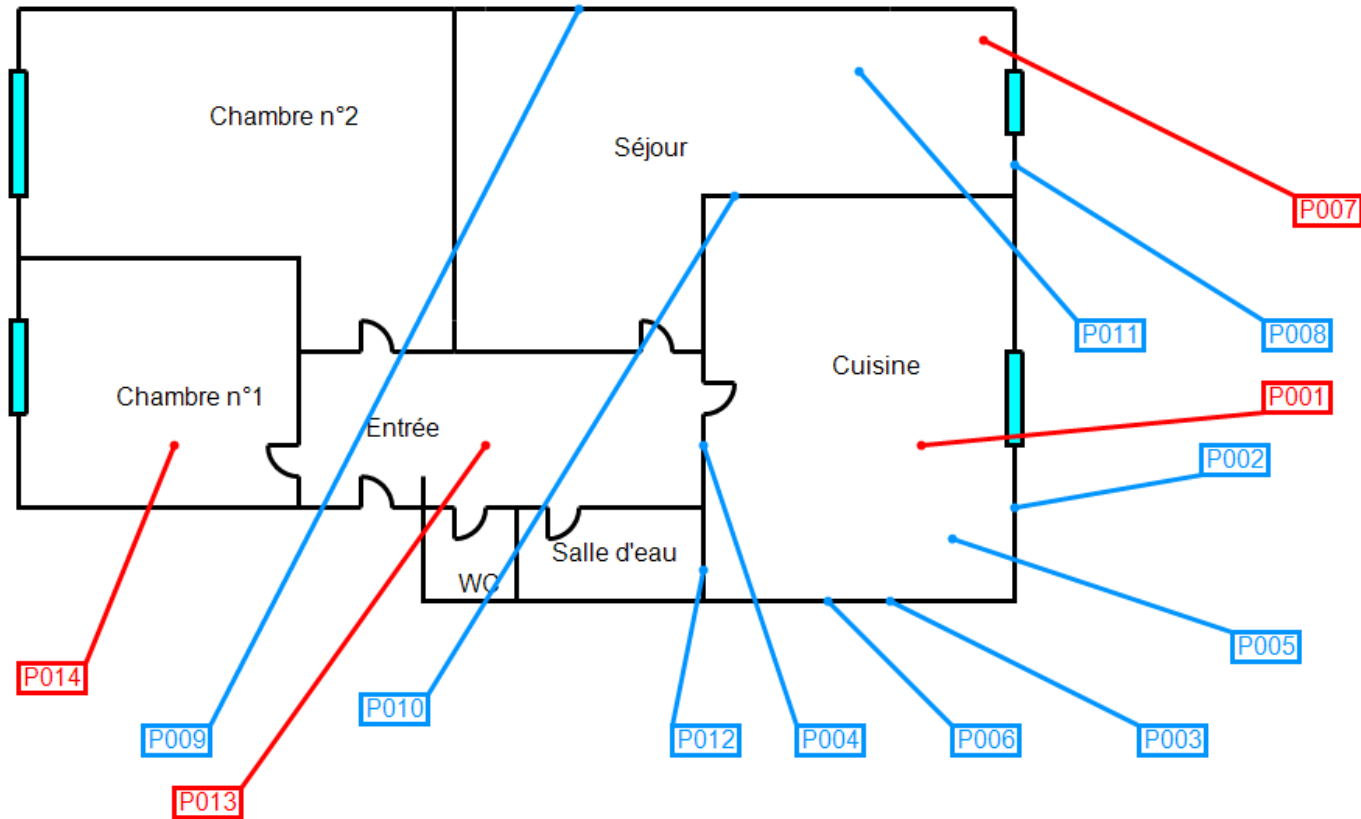 Chambre n°2
Séjour
P007
P011
P008
Cuisine
Chambre n°1
P001
Entrée
P002
Salle d'eau
WC
P005
P014
P010
P009
P012
P004
P006
P003
P013